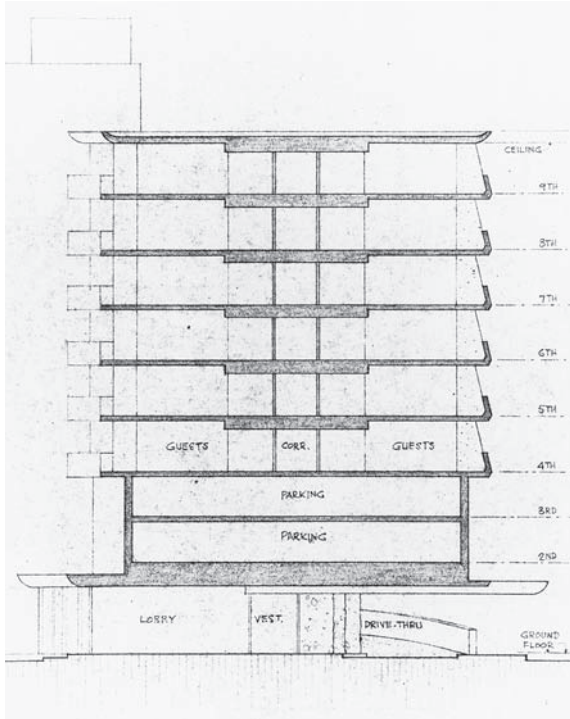 CEILING
9TH
8TH
7TH
6TH
5TH
GUESTS CORR. GUESTS
4TH
PARKING
3RD
PARKING
2ND
LOBBY VEST. DRIVE-THRU
GROUND
FLOOR